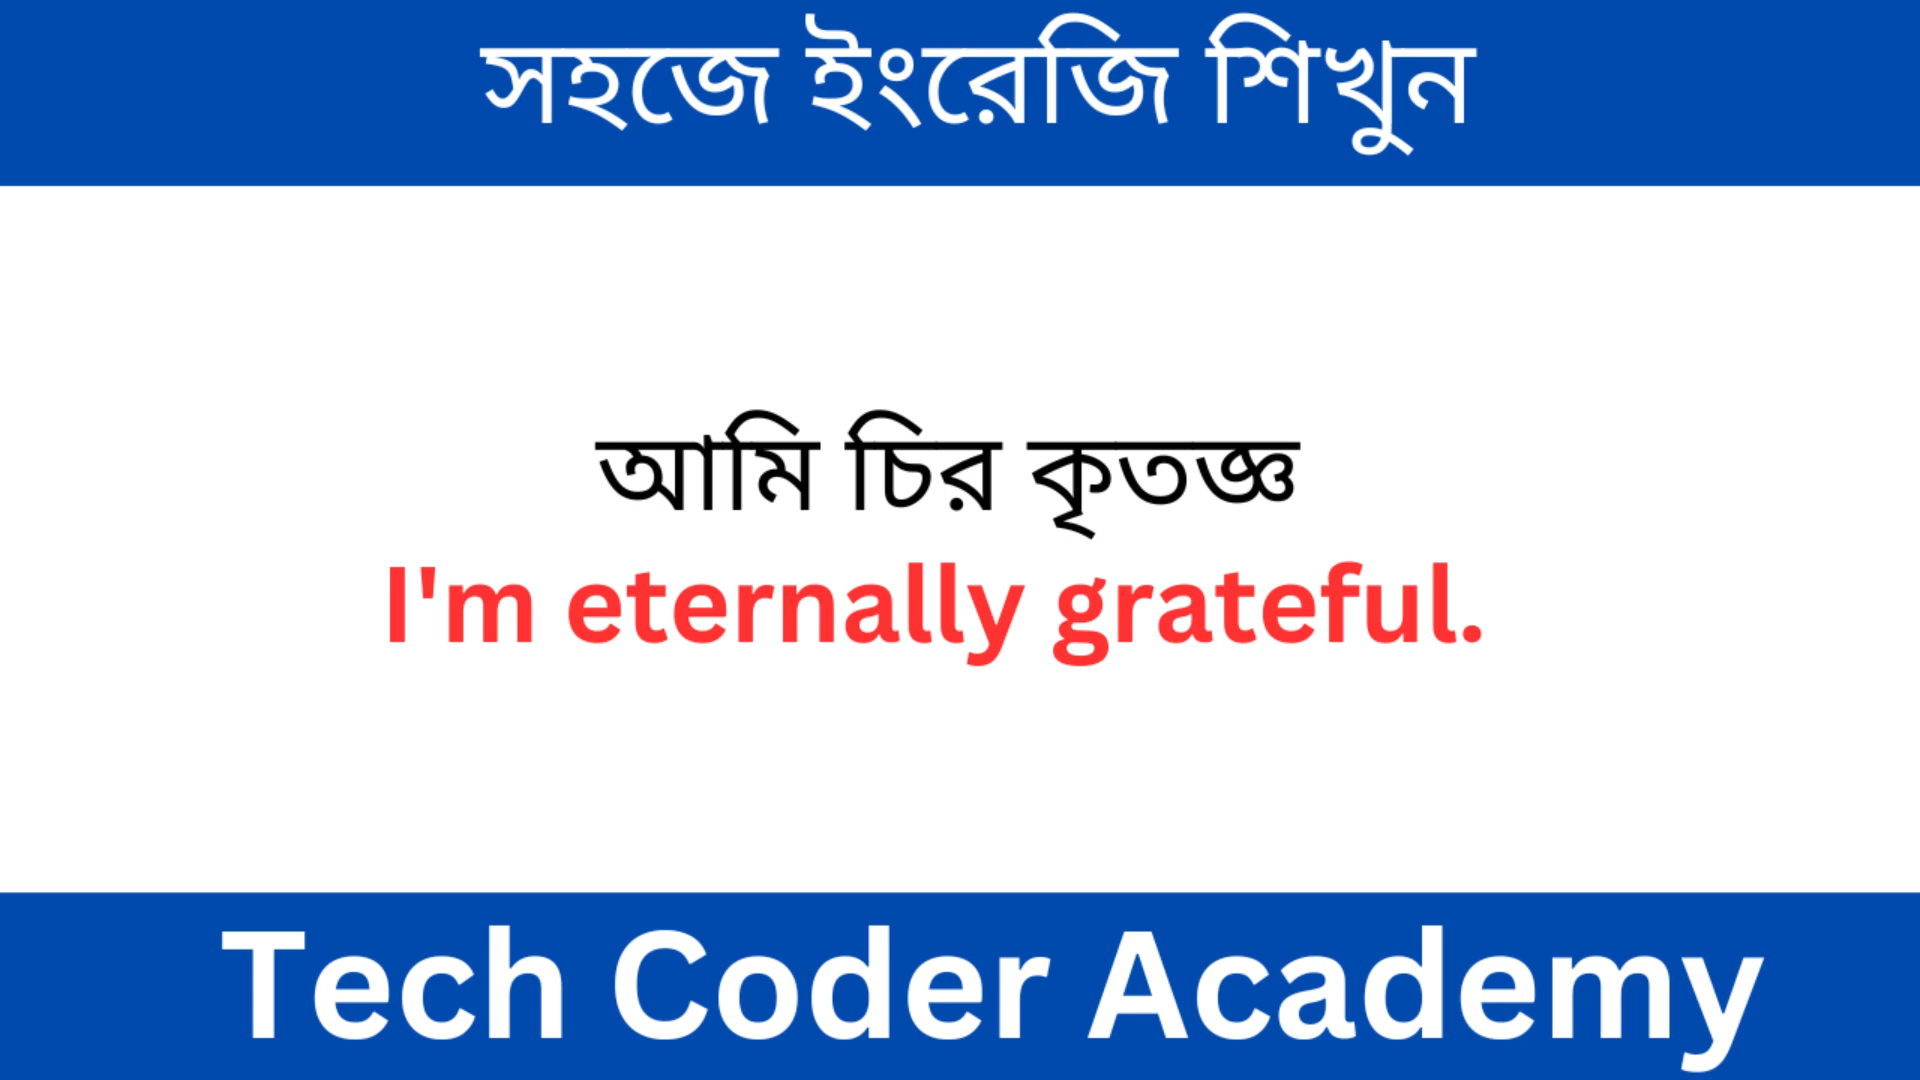 সহজে ইংরেজি শিখুন
আমি চির কৃতজ্ঞ
I'm eternally grateful.
Tech Coder Academy